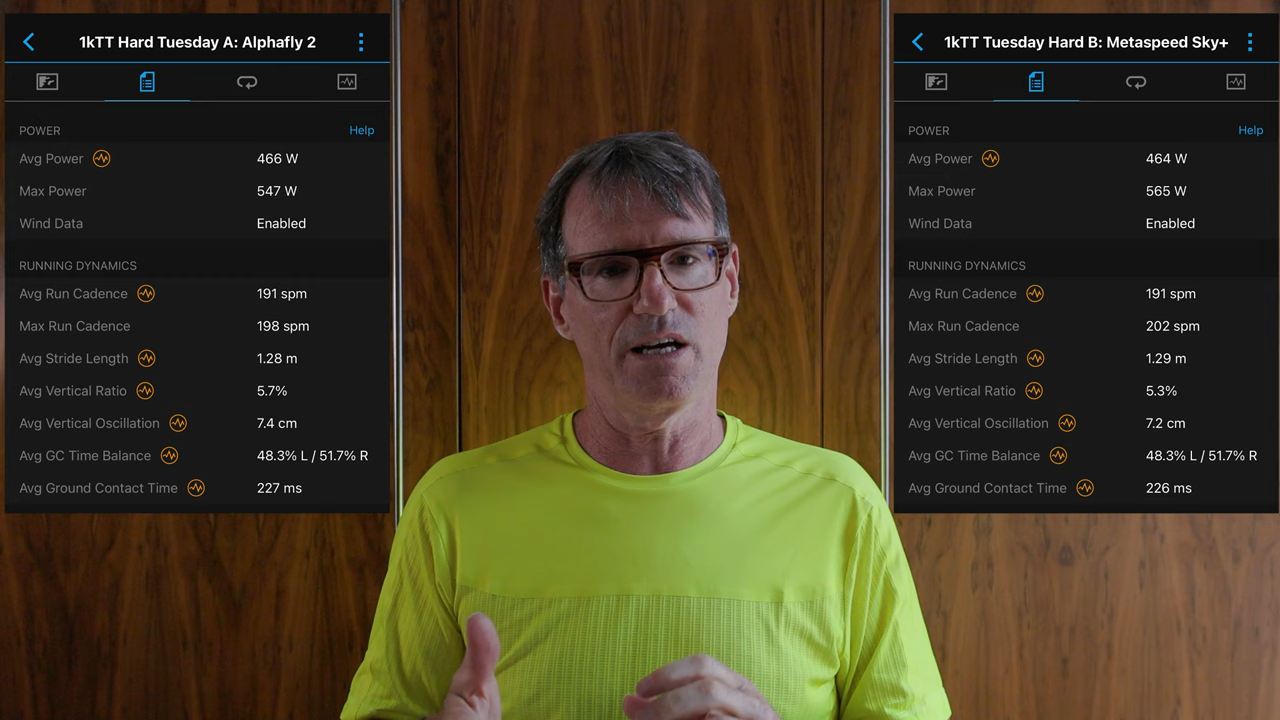 1kTT Hard Tuesday A: Alphafly 2
POWER Help
Avg Power 466 W
Max Power 547 W
Wind Data Enabled
RUNNING DYNAMICS
Avg Run Cadence 191 spm
Max Run Cadence 198 spm
Avg Stride Length 1.28 m
Avg Vertical Ratio 5.7%
Avg Vertical Oscillation 7.4 cm
Avg GC Time Balance 48.3% L / 51.7% R
Avg Ground Contact Time 227 ms
1kTT Tuesday Hard B: Metaspeed Sky+
POWER Help
Avg Power 464 W
Max Power 565 W
Wind Data Enabled
RUNNING DYNAMICS
Avg Run Cadence 191 spm
Max Run Cadence 202 spm
Avg Stride Length 1.29 m
Avg Vertical Ratio 5.3%
Avg Vertical Oscillation 7.2 cm
Avg GC Time Balance 48.3% L / 51.7% R
Avg Ground Contact Time 226 ms